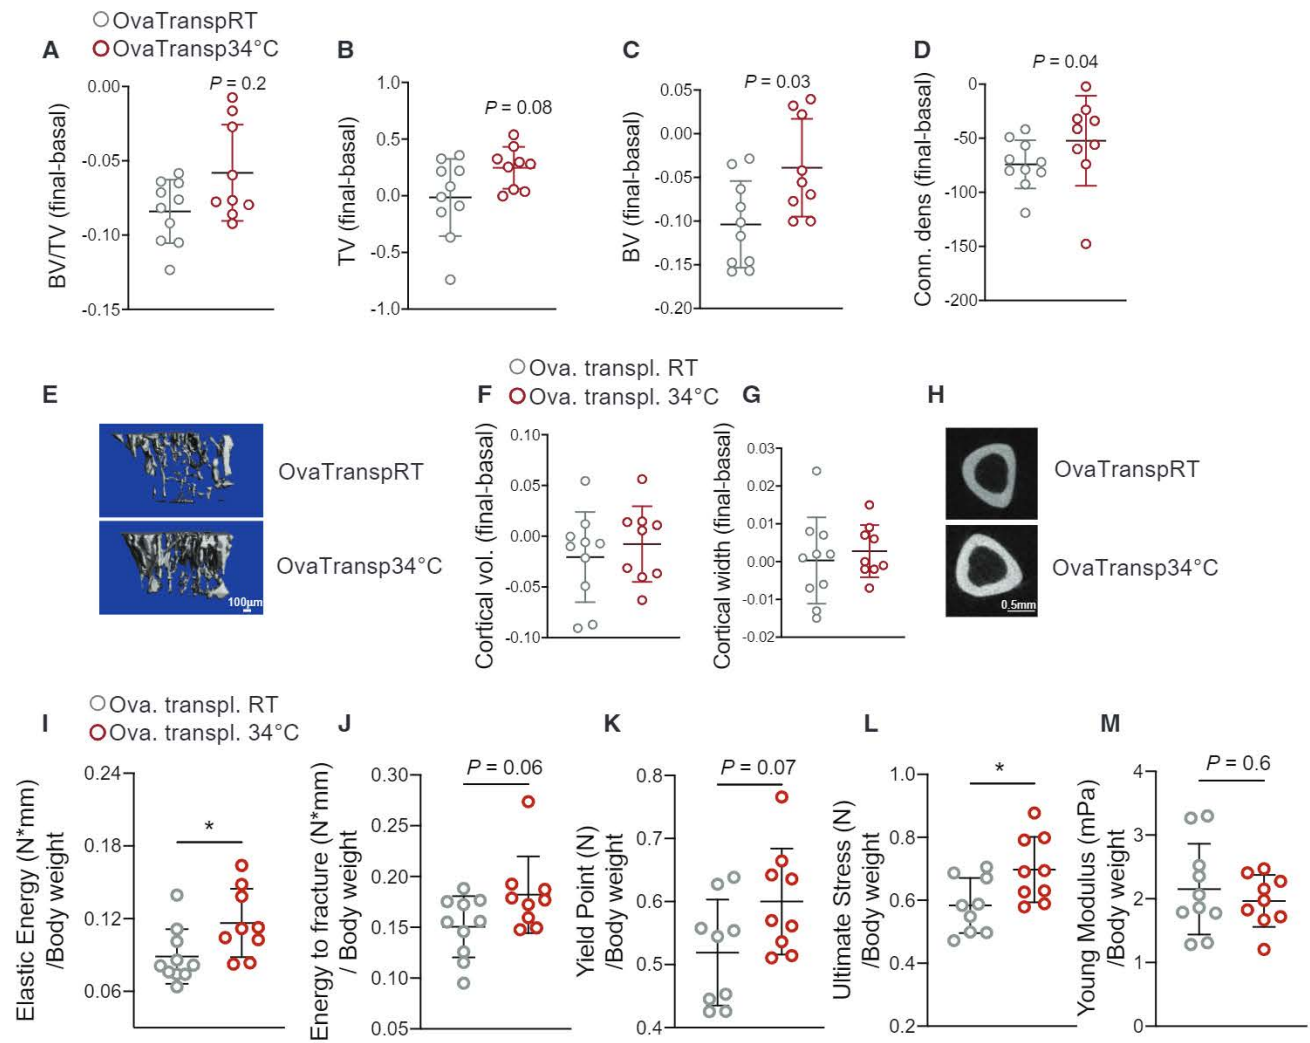 OvaTranspRT
OvaTransp34°C
A
B
C
D
P = 0.2
P = 0.08
P = 0.03
P = 0.04
BV/TV (final-basal)
0.00
-0.05
-0.10
-0.15
TV (final-basal)
1.0
0.5
0.0
-0.5
-1.0
BV (final-basal)
0.05
0.00
-0.05
-0.10
-0.15
-0.20
Conn. dens (final-basal)
0
-50
-100
-150
-200
Ova. transpl. RT
Ova. transpl. 34°C
E
F
G
H
OvaTranspRT
OvaTransp34°C
100µm
Cortical vol. (final-basal)
0.10
0.05
0.00
-0.05
-0.10
Cortical width (final-basal)
0.03
0.02
0.01
0.00
-0.01
-0.02
OvaTranspRT
OvaTransp34°C
0.5mm
Ova. transpl. RT
Ova. transpl. 34°C
I
J
K
L
M
Elastic Energy (N*mm)
/Body weight
0.24
0.18
0.12
0.06
*
Energy to fracture (N*mm)
/ Body weight
0.30
0.25
0.20
0.15
0.10
0.05
P = 0.06
Yield Point (N)
/Body weight
0.8
0.7
0.6
0.5
0.4
P = 0.07
Ultimate Stress (N)
/Body weight
1.0
0.8
0.6
0.4
0.2
*
Young Modulus (mPa)
/Body weight
4
3
2
1
0
P = 0.6